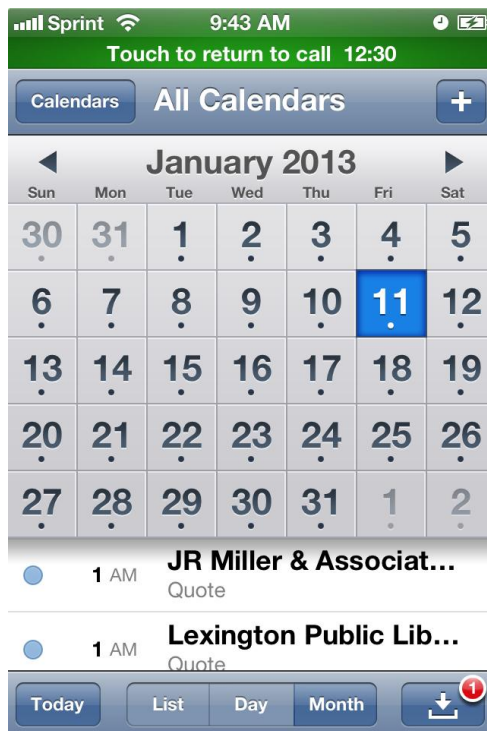 Sprint 9:43 AM
Touch to return to call 12:30
Calendars All Calendars +
January 2013
Sun Mon Tue Wed Thu Fri Sat
30 31 1 2 3 4 5
6 7 8 9 10 11 12
13 14 15 16 17 18 19
20 21 22 23 24 25 26
27 28 29 30 31 1 2
1 AM JR Miller & Associat...
Quote
1 AM Lexington Public Lib...
Quote
Today List Day Month 1